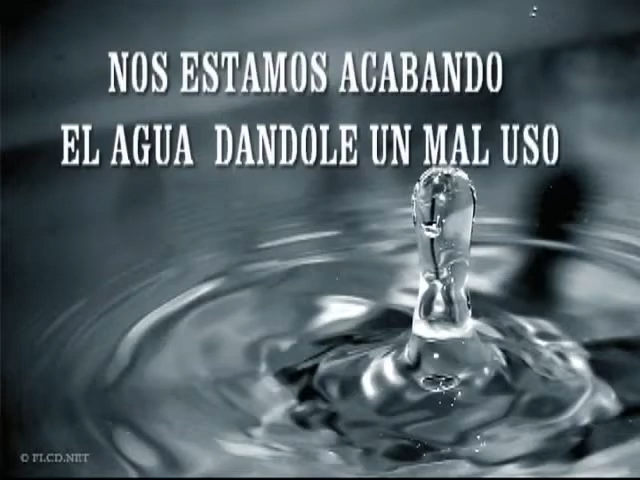 NOS ESTAMOS ACABANDO
EL AGUA DANDOLE UN MAL USO
© FLCD.NET